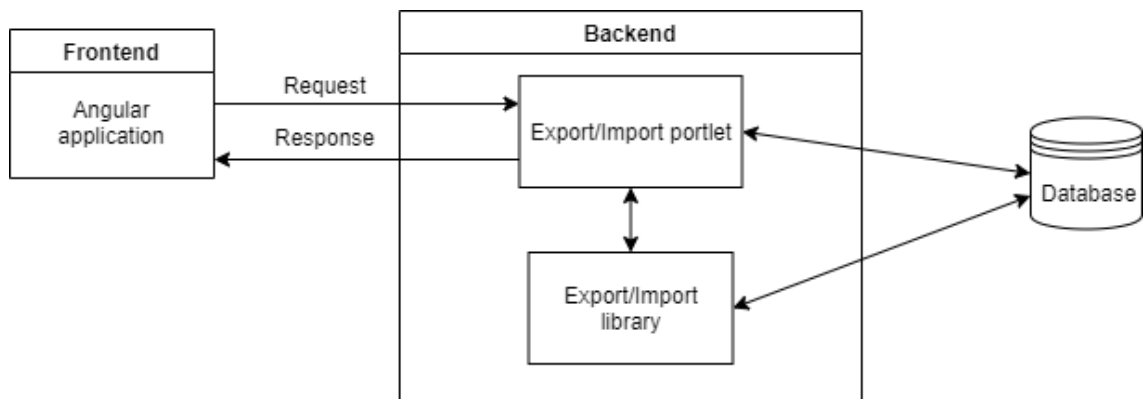 Frontend
Angular
application
Request
Response
Backend
Export/Import portlet
Export/Import
library
Database